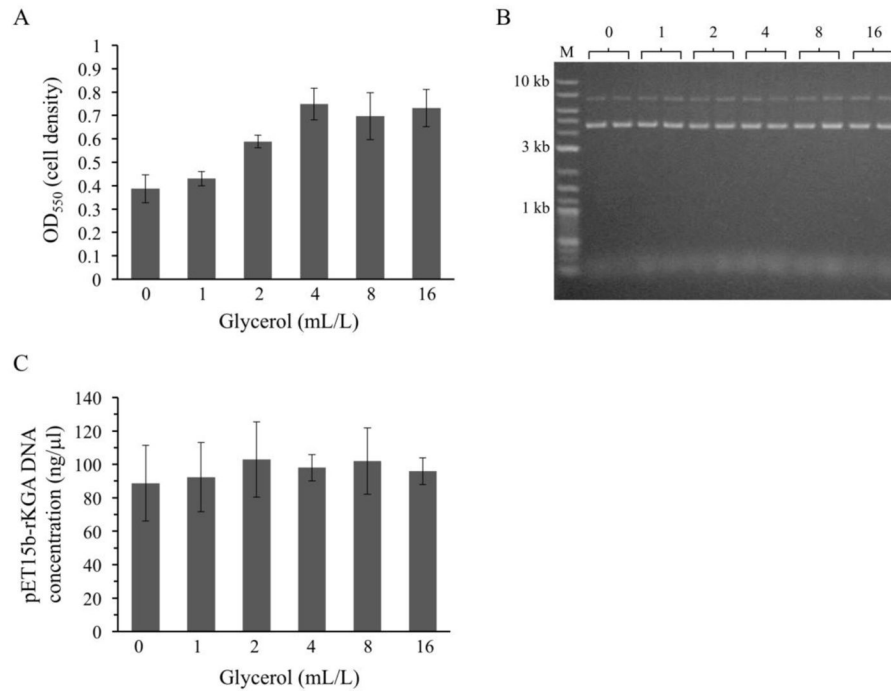 A
1
0.9
0.8
0.7
0.6
0.5
0.4
0.3
0.2
0.1
0
OD₅₅₀ (cell density)
0 1 2 4 8 16
Glycerol (mL/L)
B
0 1 2 4 8 16
M
10 kb
3 kb
1 kb
C
140
120
100
80
60
40
20
0
pET15b-rKGA DNA
concentration (ng/µl)
0 1 2 4 8 16
Glycerol (mL/L)